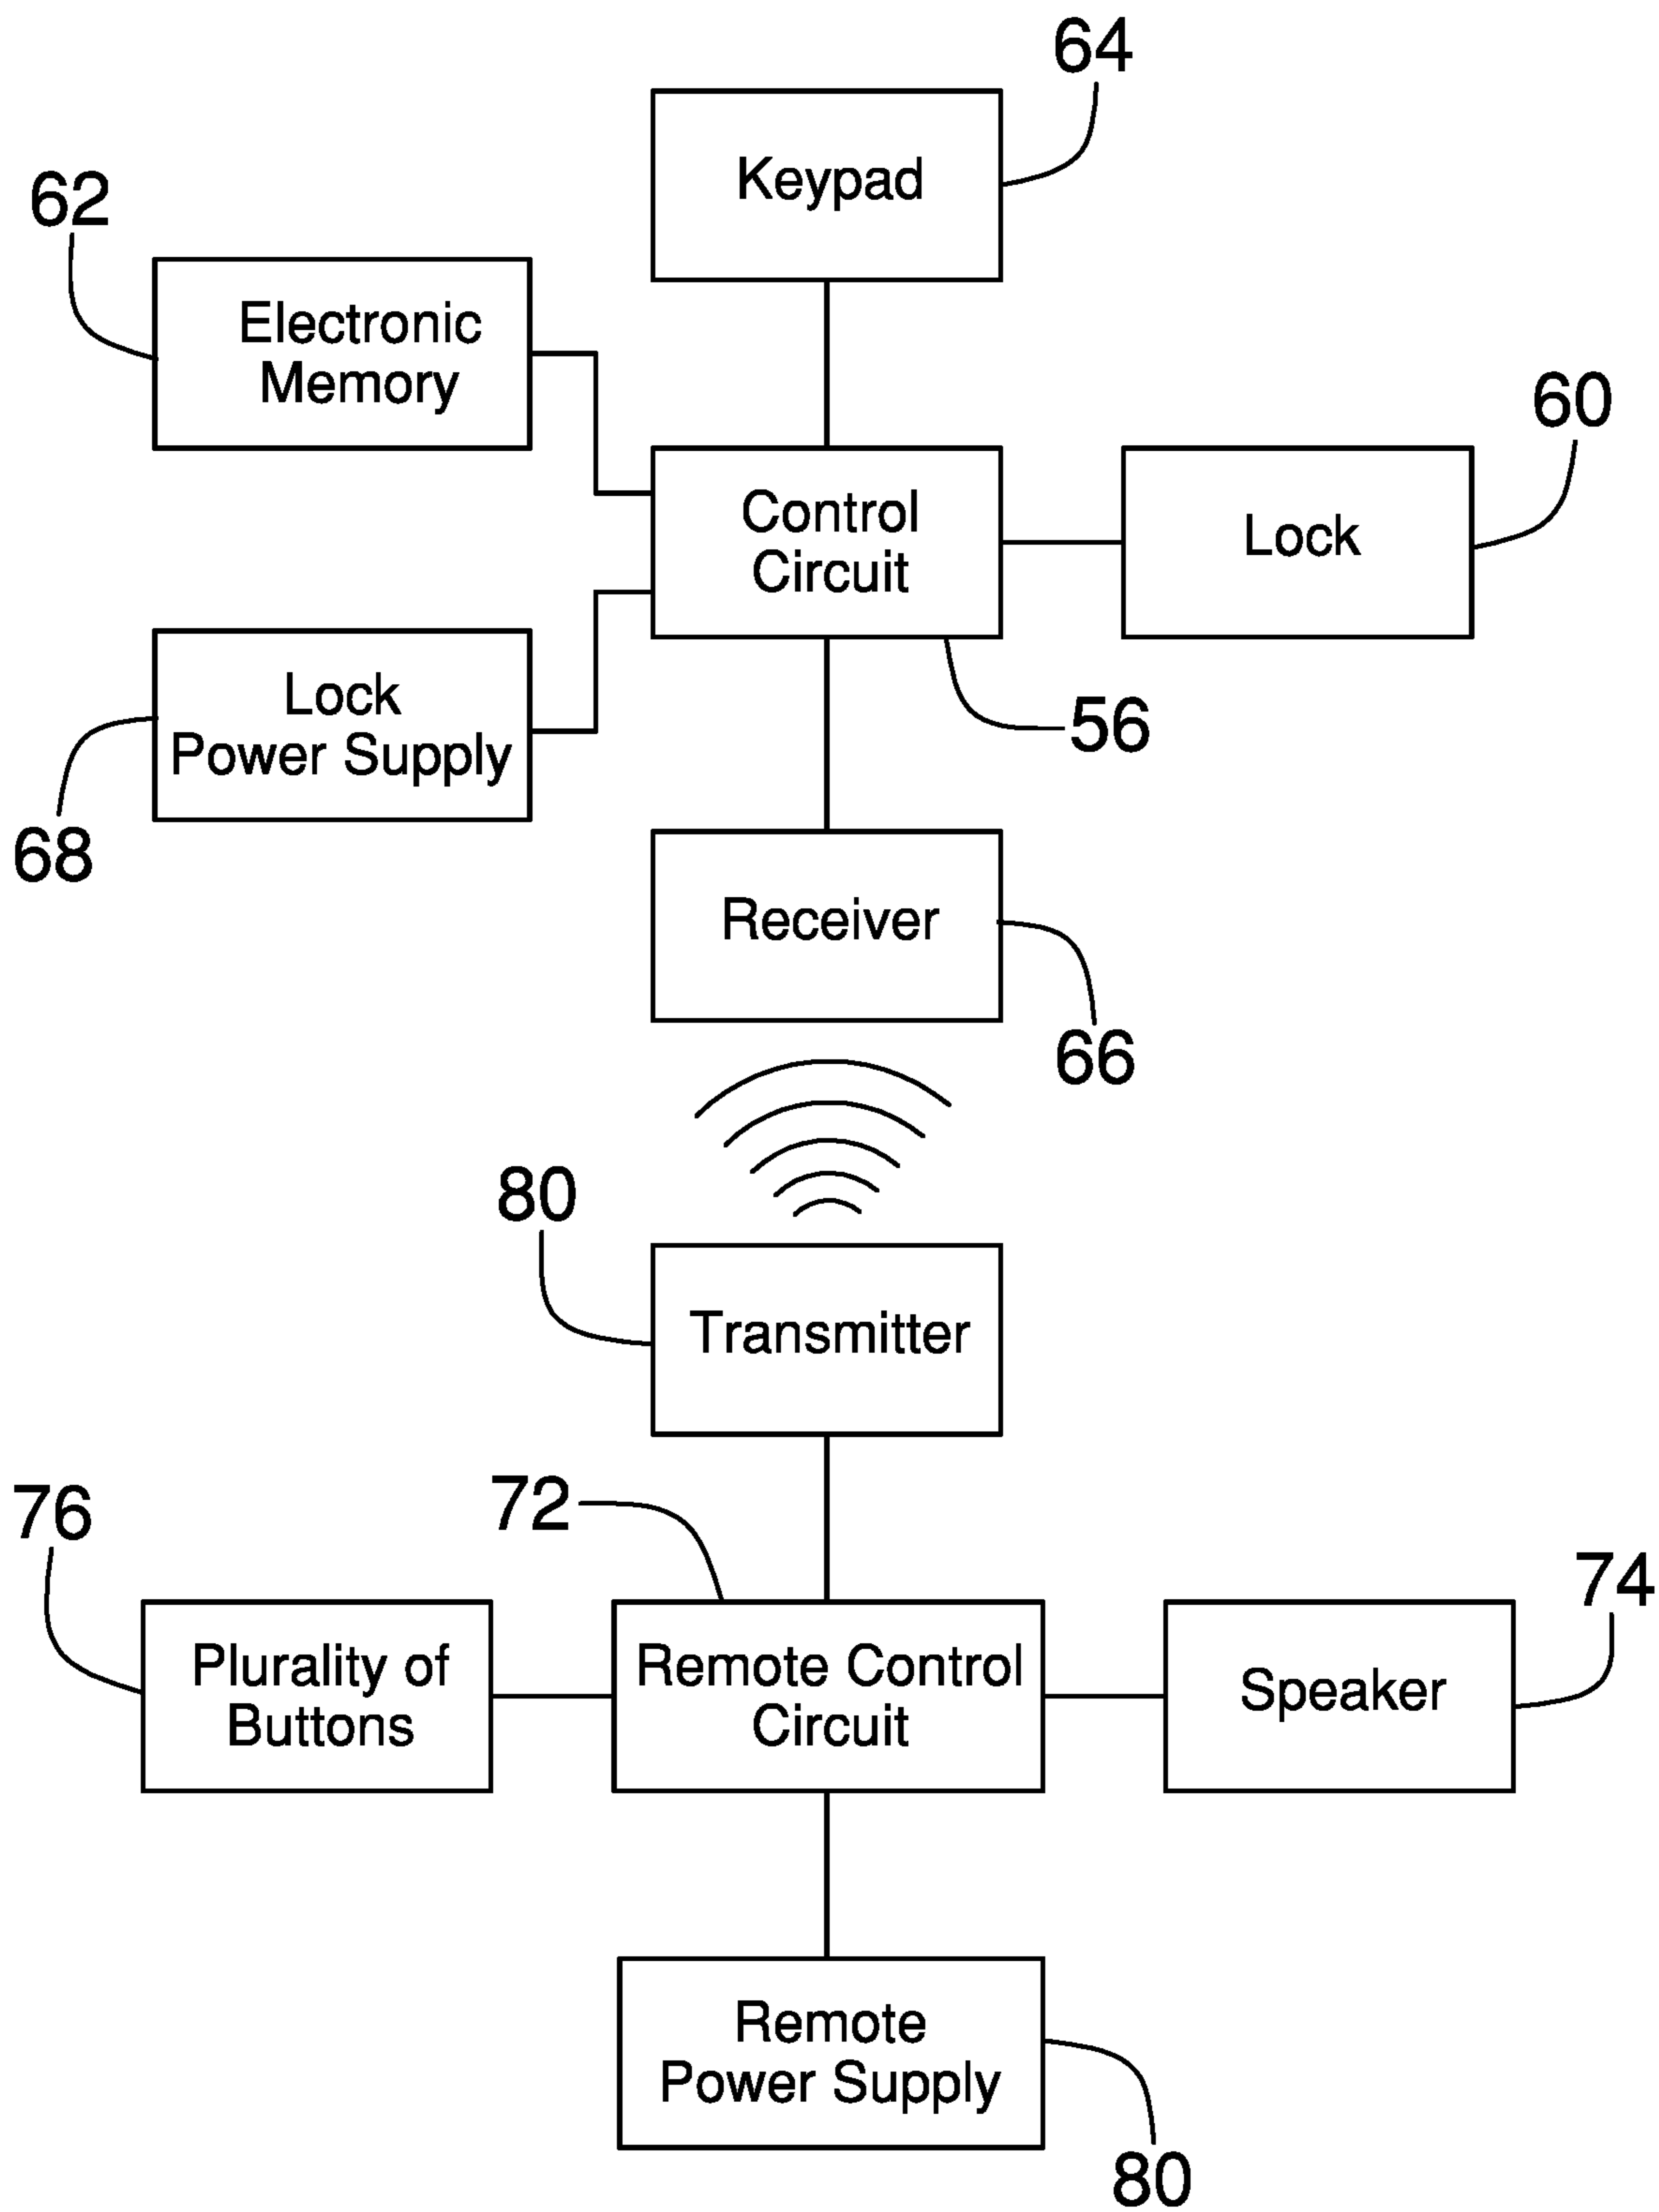 64
Keypad
62
Electronic
Memory
60
Control
Circuit
Lock
56
Lock
Power Supply
68
Receiver
66
80
Transmitter
72
76
74
Plurality of
Buttons
Remote Control
Circuit
Speaker
Remote
Power Supply
80